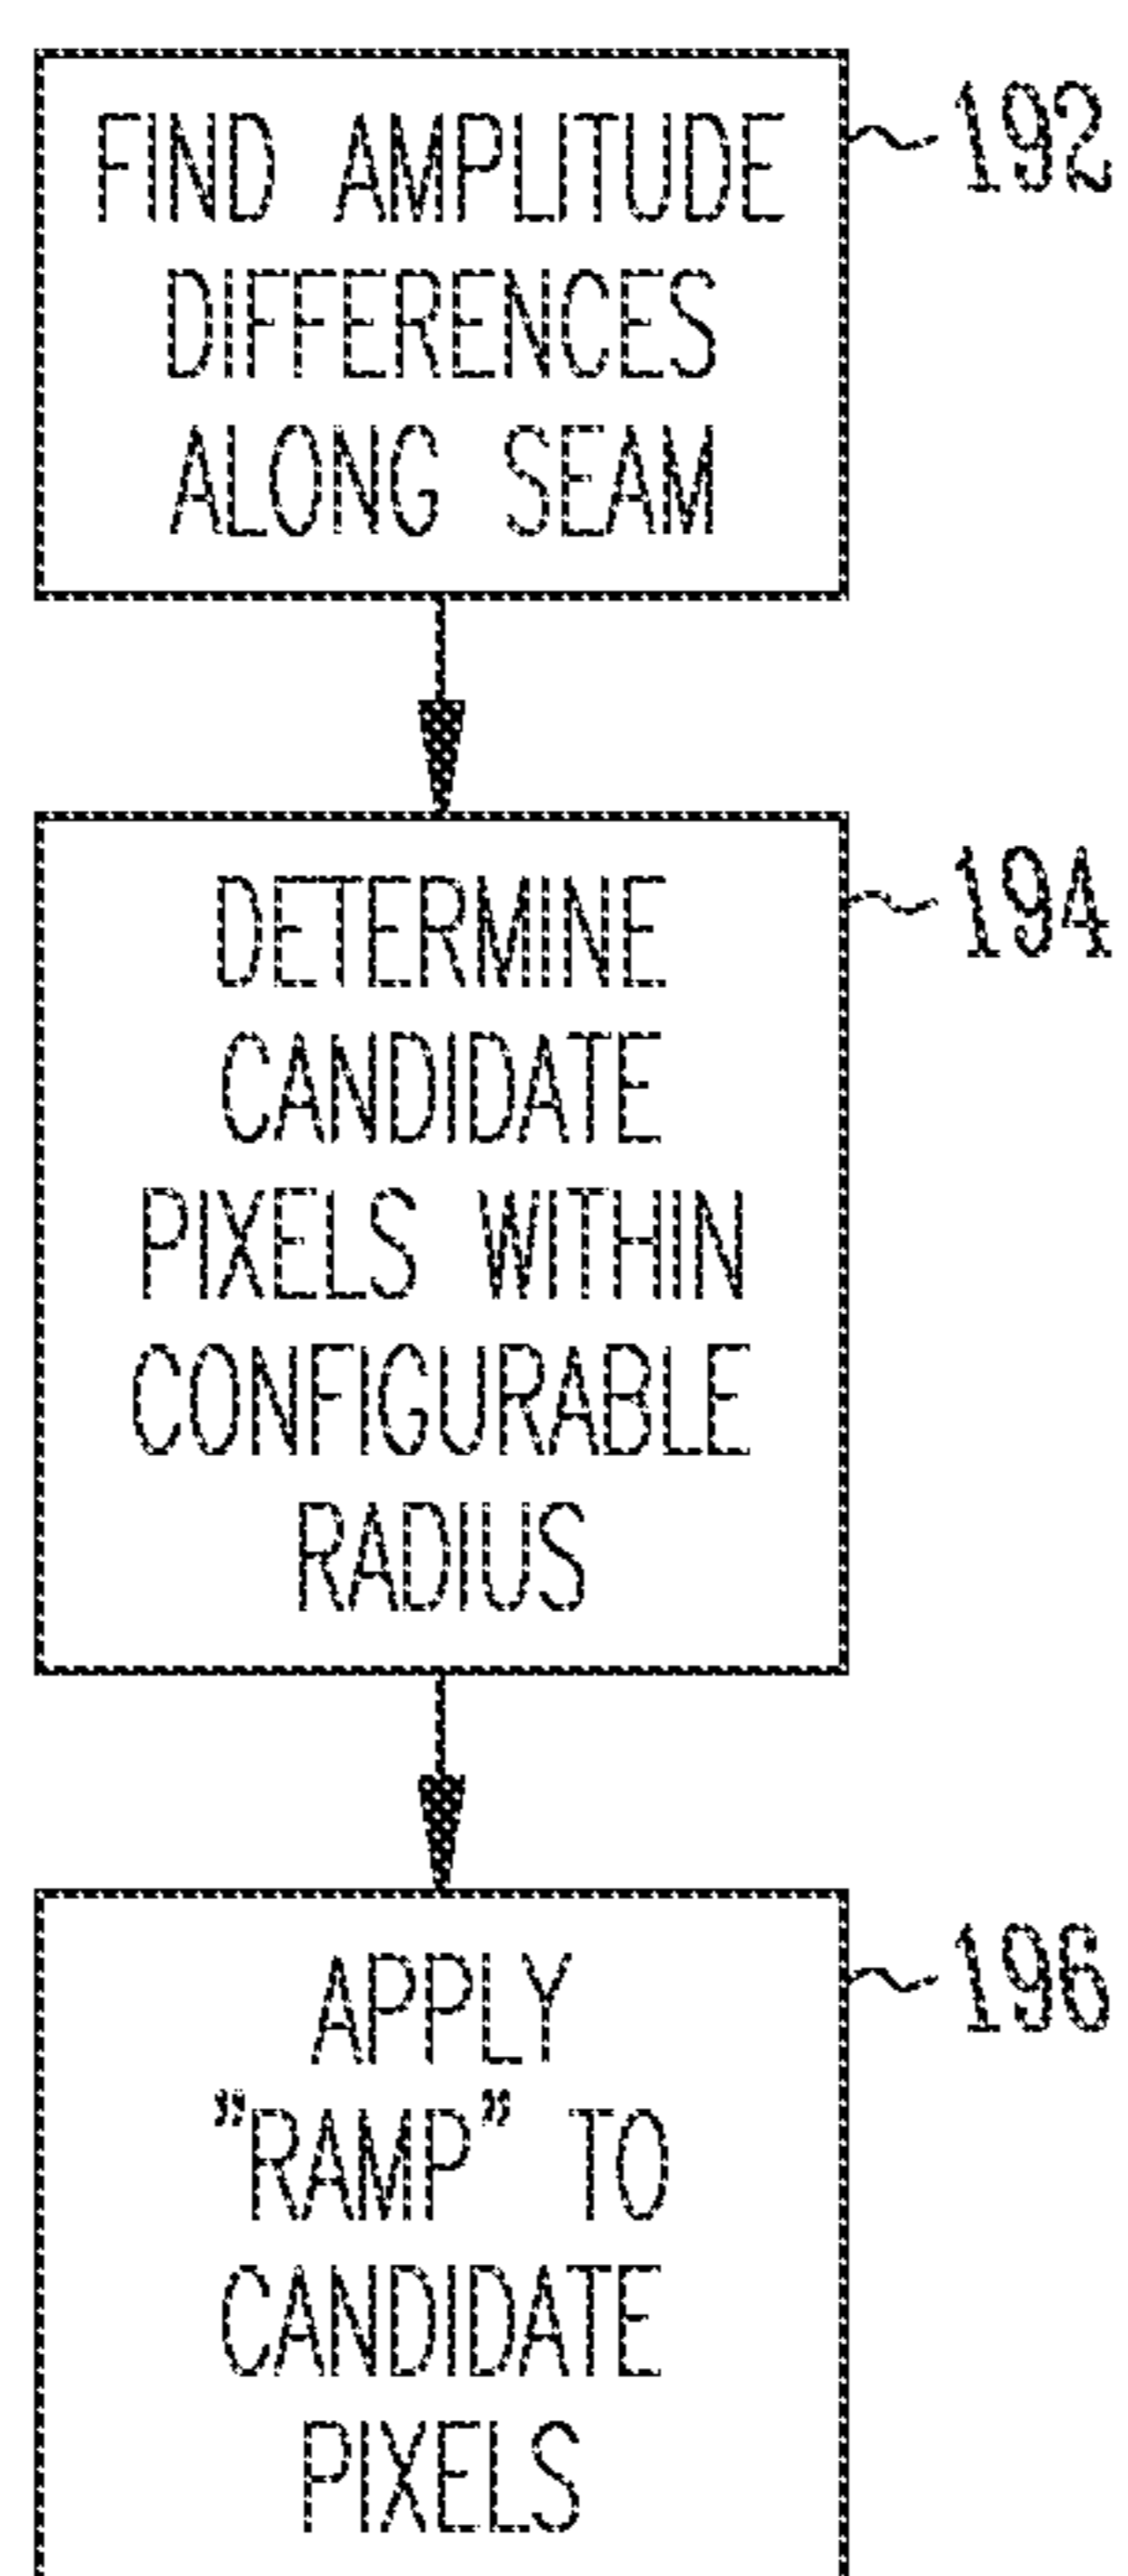 FIND AMPLITUDE
DIFFERENCES
ALONG SEAM
192
DETERMINE
CANDIDATE
PIXELS WITHIN
CONFIGURABLE
RADIUS
194
APPLY
”RAMP” TO
CANDIDATE
PIXELS
196